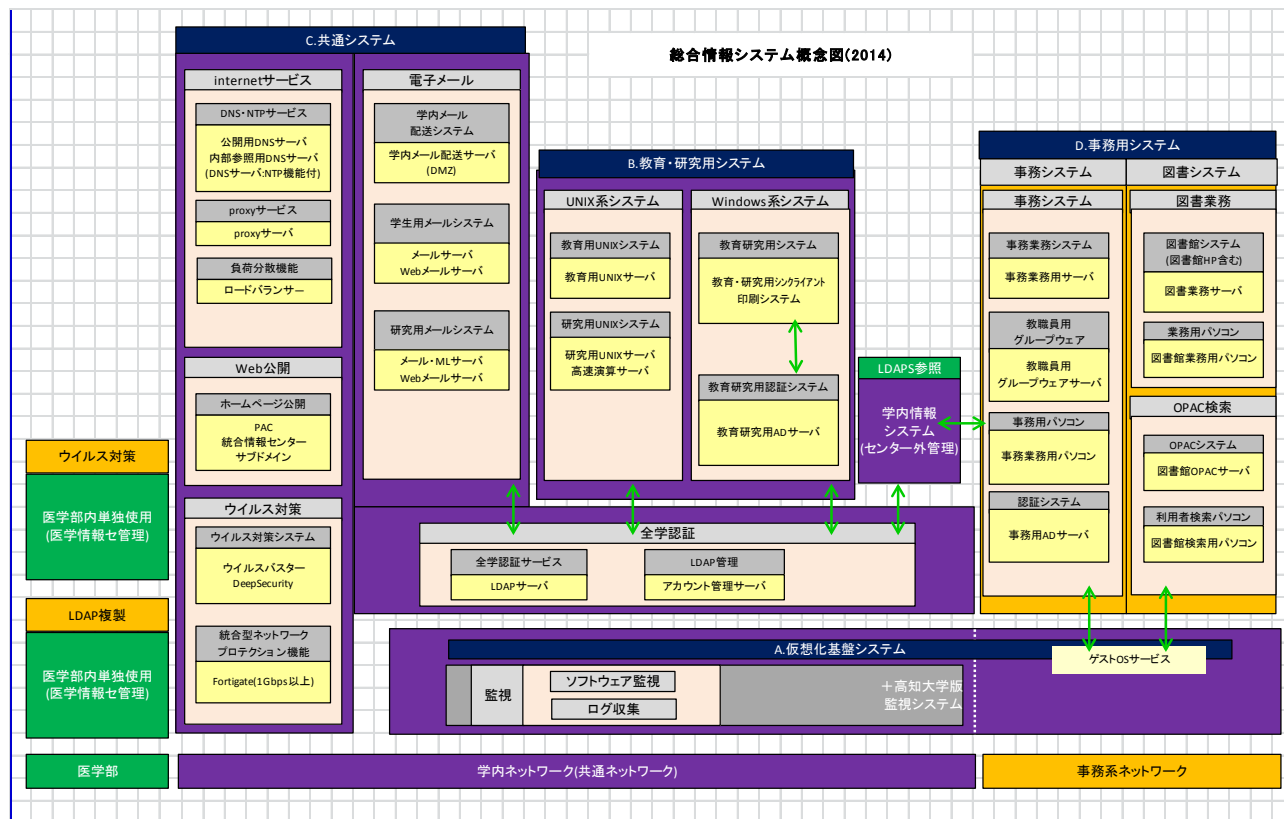 総合情報システム概念図(2014)
C.共通システム
internetサービス
DNS・NTPサービス
公開用DNSサーバ
内部参照用DNSサーバ
(DNSサーバ:NTP機能付)
proxyサービス
proxyサーバ
負荷分散機能
ロードバランサー
Web公開
ホームページ公開
PAC
統合情報センター
サブドメイン
ウイルス対策
ウイルス対策システム
ウイルスバスター
DeepSecurity
統合型ネットワーク
プロテクション機能
Fortigate(1Gbps以上)
電子メール
学内メール
配送システム
学内メール配送サーバ
(DMZ)
学生用メールシステム
メールサーバ
Webメールサーバ
研究用メールシステム
メール・MLサーバ
Webメールサーバ
B.教育・研究用システム
UNIX系システム
教育用UNIXシステム
教育用UNIXサーバ
研究用UNIXシステム
研究用UNIXサーバ
高速演算サーバ
Windows系システム
教育研究用システム
教育・研究用シンクライアント
印刷システム
教育研究用認証システム
教育研究用ADサーバ
LDAPS参照
学内情報
システム
(センター外管理)
D.事務用システム
事務システム
事務システム
事務業務システム
事務業務用サーバ
教職員用
グループウェア
教職員用
グループウェアサーバ
事務用パソコン
事務業務用パソコン
認証システム
事務用ADサーバ
図書システム
図書業務
図書館システム
(図書館HP含む)
図書業務サーバ
業務用パソコン
図書館業務用パソコン
OPAC検索
OPACシステム
図書館OPACサーバ
利用者検索パソコン
図書館検索用パソコン
全学認証
全学認証サービス
LDAPサーバ
LDAP管理
アカウント管理サーバ
A.仮想化基盤システム
ゲストOSサービス
監視
ソフトウェア監視
ログ収集
＋高知大学版
監視システム
ウイルス対策
医学部内単独使用
(医学情報セ管理)
LDAP複製
医学部内単独使用
(医学情報セ管理)
医学部
学内ネットワーク(共通ネットワーク)
事務系ネットワーク